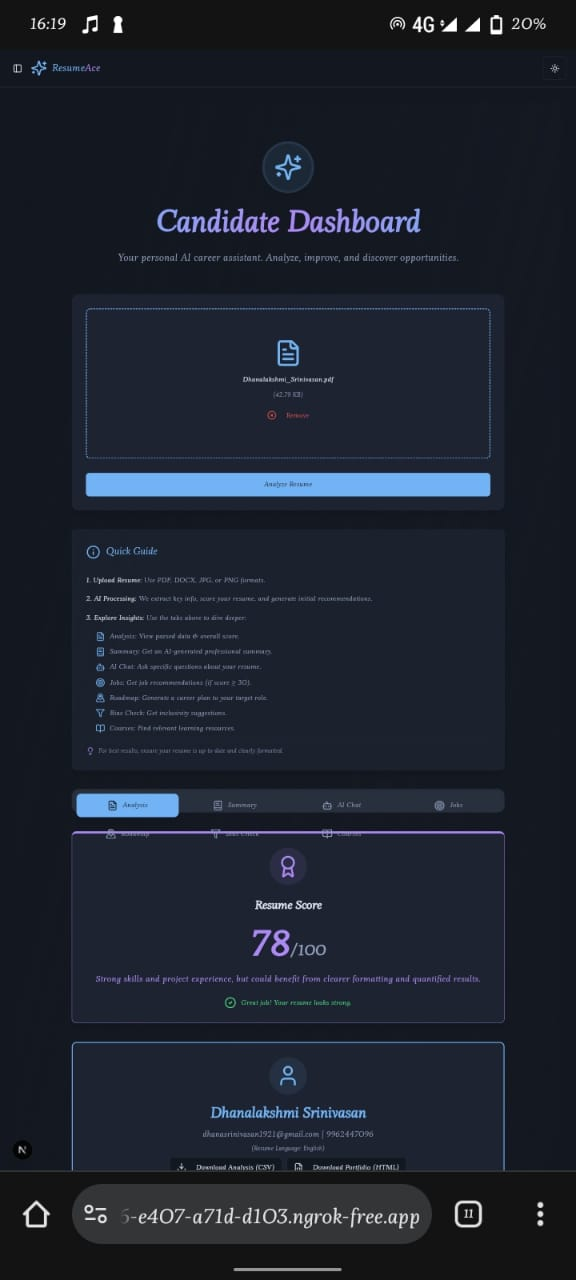 16:19 4G 20%
ResumeAce
Candidate Dashboard
Your personal AI career assistant. Analyze, improve, and discover opportunities.
Dhanalakshmi_Srinivasan.pdf
(42.79 KB)
Remove
Analyze Resume
Quick Guide
1. Upload Resume: Use PDF, DOCX, JPG, or PNG formats.
2. AI Processing: We extract key info, score your resume, and generate initial recommendations.
3. Explore Insights: Use the tabs above to dive deeper:
Analysis: View parsed data & overall score.
Summary: Get an AI-generated professional summary.
AI Chat: Ask specific questions about your resume.
Jobs: Get job recommendations (if score ≥ 30).
Roadmap: Generate a career plan to your target role.
Bias Check: Get inclusivity suggestions.
Courses: Find relevant learning resources.
For best results, ensure your resume is up to date and clearly formatted.
Analysis Summary AI Chat Jobs
Roadmap Bias Check Courses
Resume Score
78/100
Strong skills and project experience, but could benefit from clearer formatting and quantified results.
Great job! Your resume looks strong.
Dhanalakshmi Srinivasan
dhanasrinivasan1921@gmail.com | 9962447096
(Resume Language: English)
N
Download Analysis (CSV) Download Portfolio (HTML)
-e407-a71d-d103.ngrok-free.app 11